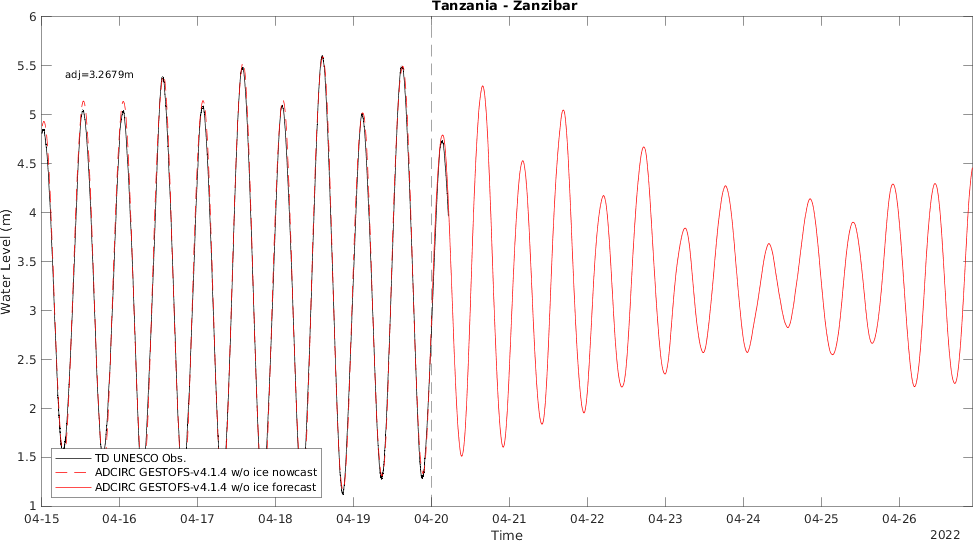 Tanzania - Zanzibar
adj=3.2679m
Water Level (m)
6
5.5
5
4.5
4
3.5
3
2.5
2
1.5
1
TD UNESCO Obs.
ADCIRC GESTOFS-v4.1.4 w/o ice nowcast
ADCIRC GESTOFS-v4.1.4 w/o ice forecast
04-15 04-16 04-17 04-18 04-19 04-20 04-21 04-22 04-23 04-24 04-25 04-26
Time
2022